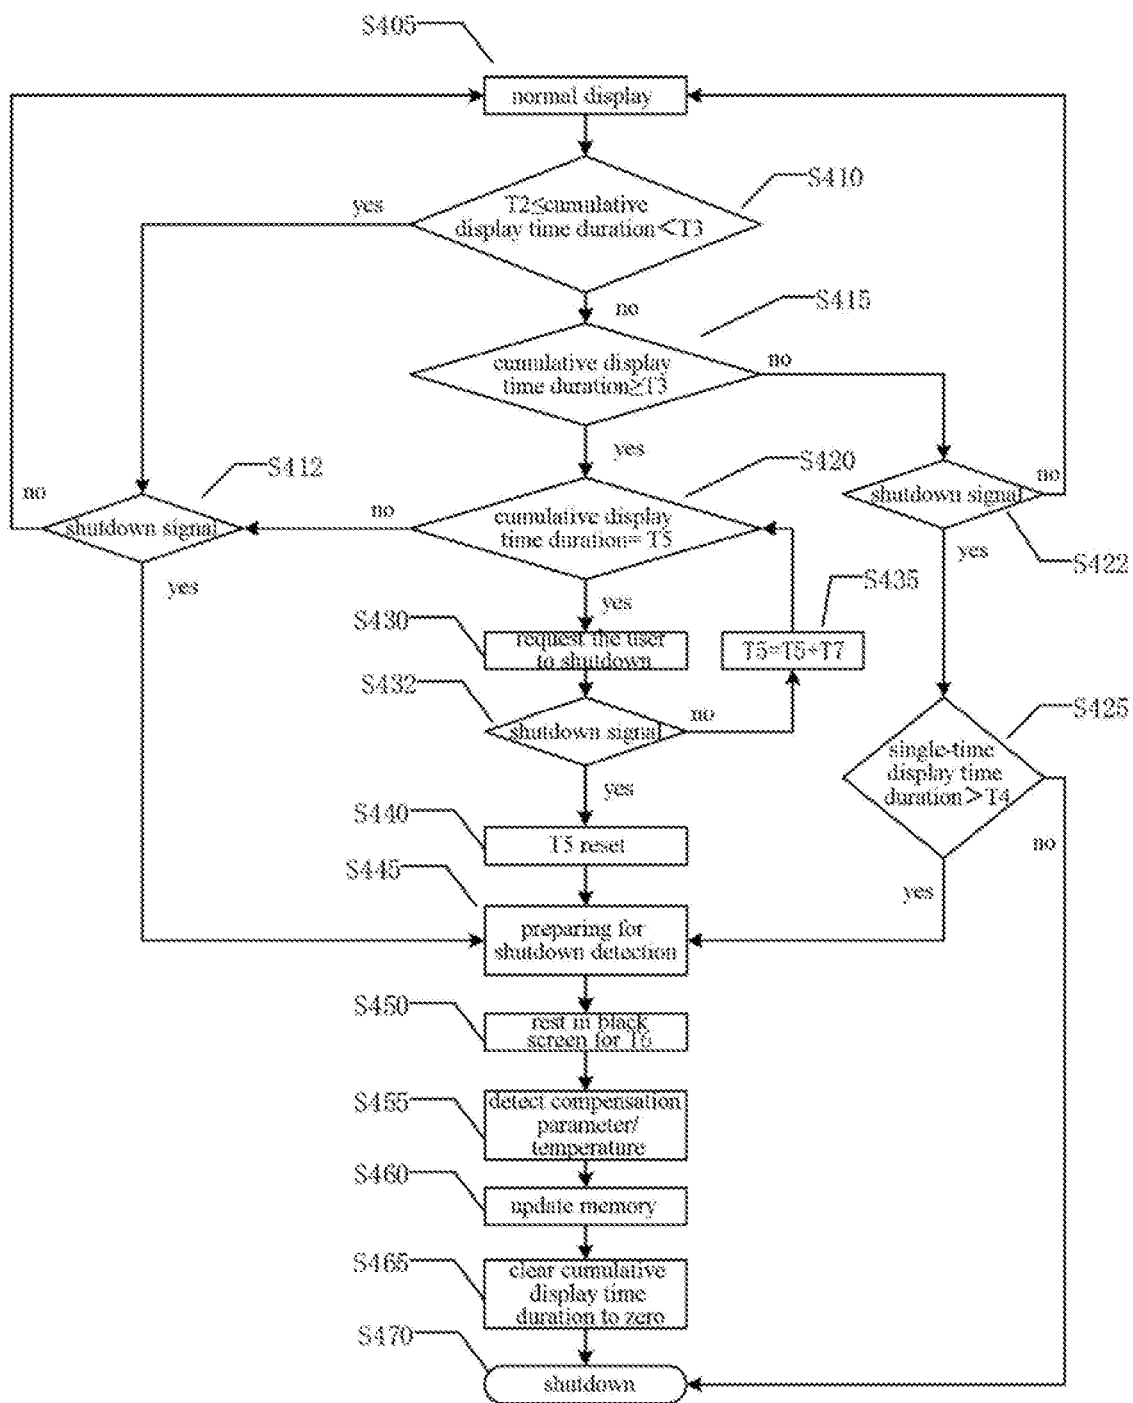 S405
normal display
S410
yes
T2≤cumulative
display time duration<T3
S415
no
no
cumulative display
time duration≥T3
yes
S420
S412
no
no
shutdown signal
shutdown signal
no
cumulative display
time duration= T5
S422
yes
yes
S435
yes
S430
request the user
to shutdown
T5=T5+T7
S432
shutdown signal
no
S425
single-time
display time
duration>T4
yes
S440
T5 reset
no
S445
yes
preparing for
shutdown detection
S450
rest in black
screen for T6
S455
detect compensation
parameter/
temperature
S460
update memory
S465
clear cumulative
display time
duration to zero
S470
shutdown